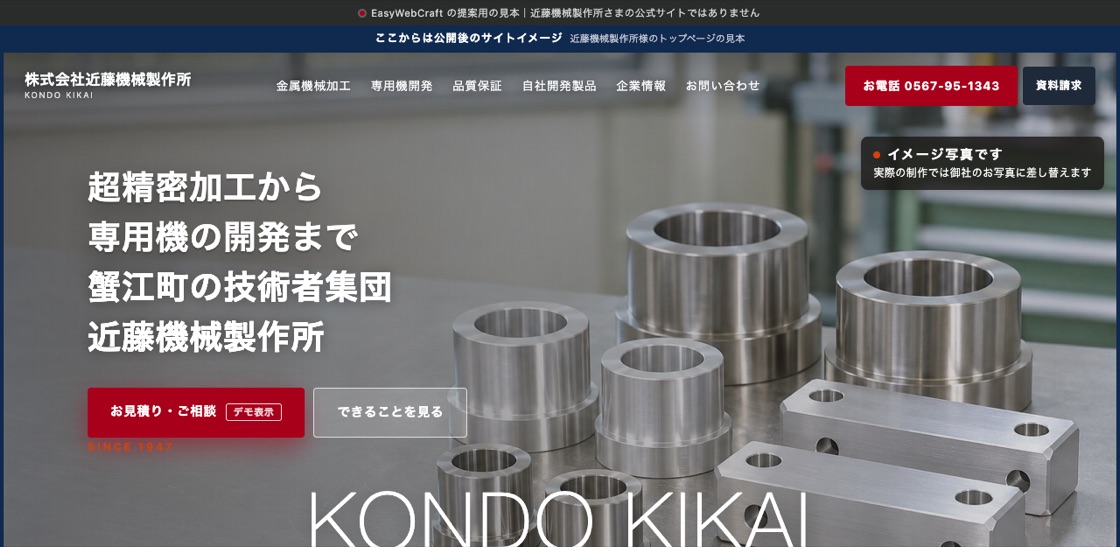 EasyWebCraft の提案用の見本｜近藤機械製作所さまの公式サイトではありません
ここからは公開後のサイトイメージ 近藤機械製作所様のトップページの見本
株式会社近藤機械製作所
KONDO KIKAI
金属機械加工 専用機開発 品質保証 自社開発製品 企業情報 お問い合わせ
お電話 0567-95-1343
資料請求
イメージ写真です
実際の制作では御社のお写真に差し替えます
超精密加工から
専用機の開発まで
蟹江町の技術者集団
近藤機械製作所
お見積り・ご相談 デモ表示
できることを見る
SINCE 1947
KONDO KIKAI